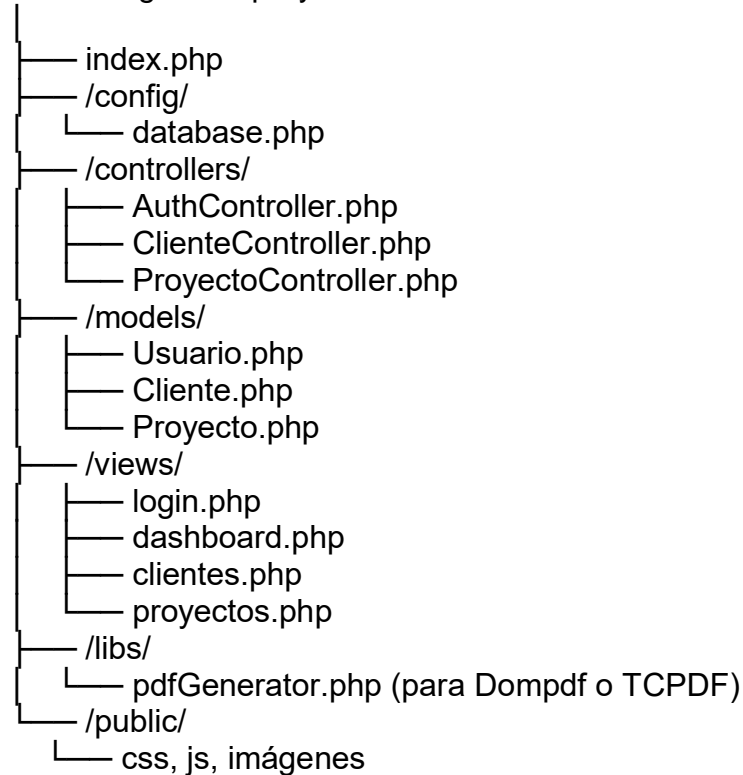 index.php
/config/
database.php
/controllers/
AuthController.php
ClienteController.php
ProyectoController.php
/models/
Usuario.php
Cliente.php
Proyecto.php
/views/
login.php
dashboard.php
clientes.php
proyectos.php
/libs/
pdfGenerator.php (para Dompdf o TCPDF)
/public/
css, js, imágenes